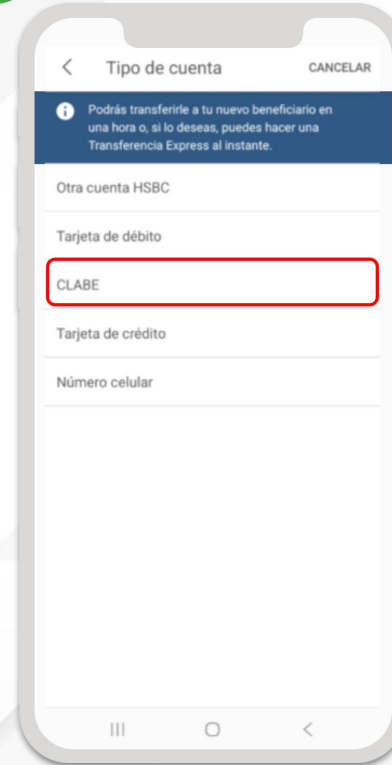 Tipo de cuenta CANCELAR
Podrás transferirle a tu nuevo beneficiario en
una hora o, si lo deseas, puedes hacer una
Transferencia Express al instante.
Otra cuenta HSBC
Tarjeta de débito
CLABE
Tarjeta de crédito
Número celular